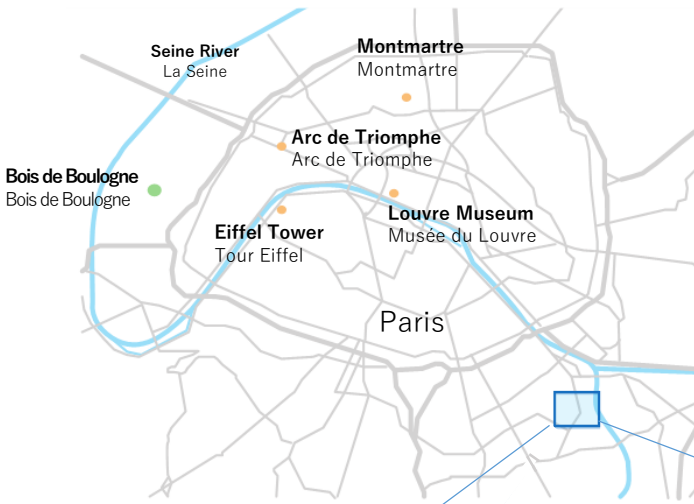 Seine River
La Seine
Montmartre
Montmartre
Arc de Triomphe
Arc de Triomphe
Bois de Boulogne
Bois de Boulogne
Louvre Museum
Musée du Louvre
Eiffel Tower
Tour Eiffel
Paris